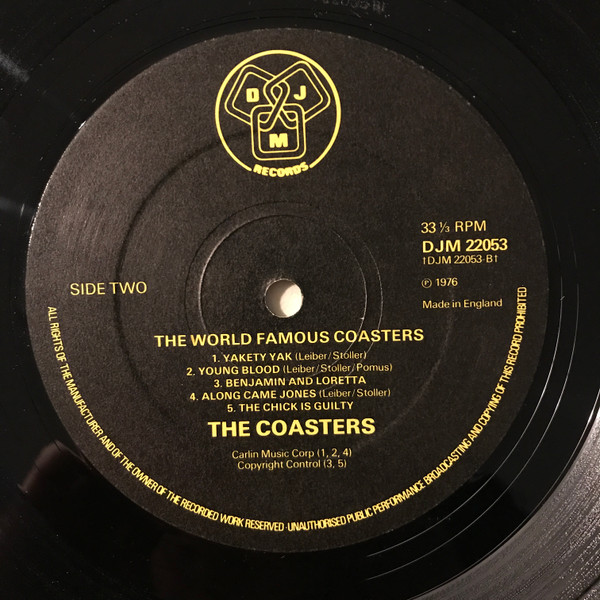 D J
M
RECORDS
33 ⅓ RPM
DJM 22053
†DJM 22053-B†
℗ 1976
SIDE TWO
Made in England
THE WORLD FAMOUS COASTERS
1. YAKETY YAK (Leiber/Stoller)
2. YOUNG BLOOD (Leiber/Stoller/Pomus)
3. BENJAMIN AND LORETTA
4. ALONG CAME JONES (Leiber/Stoller)
5. THE CHICK IS GUILTY
THE COASTERS
Carlin Music Corp (1, 2, 4)
Copyright Control (3, 5)
ALL RIGHTS OF THE MANUFACTURER AND OF THE OWNER OF THE RECORDED WORK RESERVED · UNAUTHORISED PUBLIC PERFORMANCE BROADCASTING AND COPYING OF THIS RECORD PROHIBITED